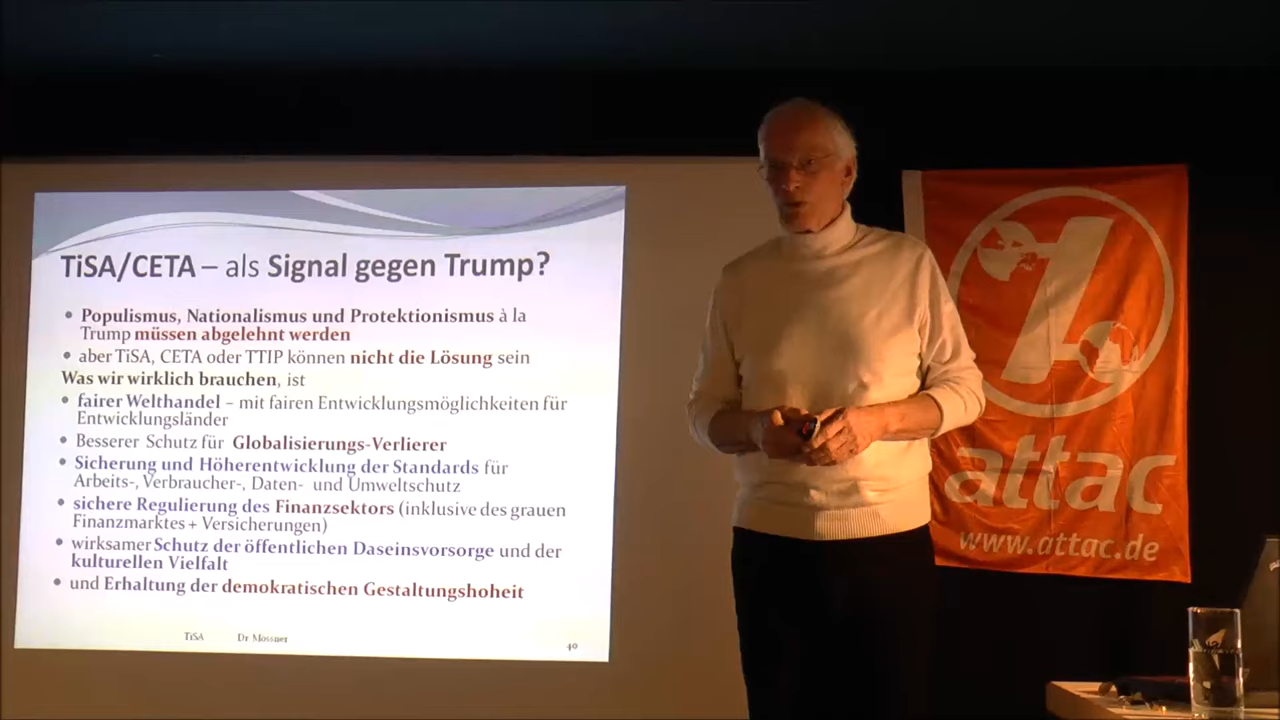 TiSA/CETA – als Signal gegen Trump?
• Populismus, Nationalismus und Protektionismus à la
Trump müssen abgelehnt werden
• aber TiSA, CETA oder TTIP können nicht die Lösung sein
Was wir wirklich brauchen, ist
• fairer Welthandel – mit fairen Entwicklungsmöglichkeiten für
Entwicklungsländer
• Besserer Schutz für Globalisierungs-Verlierer
• Sicherung und Höherentwicklung der Standards für
Arbeits-, Verbraucher-, Daten- und Umweltschutz
• sichere Regulierung des Finanzsektors (inklusive des grauen
Finanzmarktes + Versicherungen)
• wirksamer Schutz der öffentlichen Daseinsvorsorge und der
kulturellen Vielfalt
• und Erhaltung der demokratischen Gestaltungshoheit
TiSA Dr Mössner 40
attac
www.attac.de